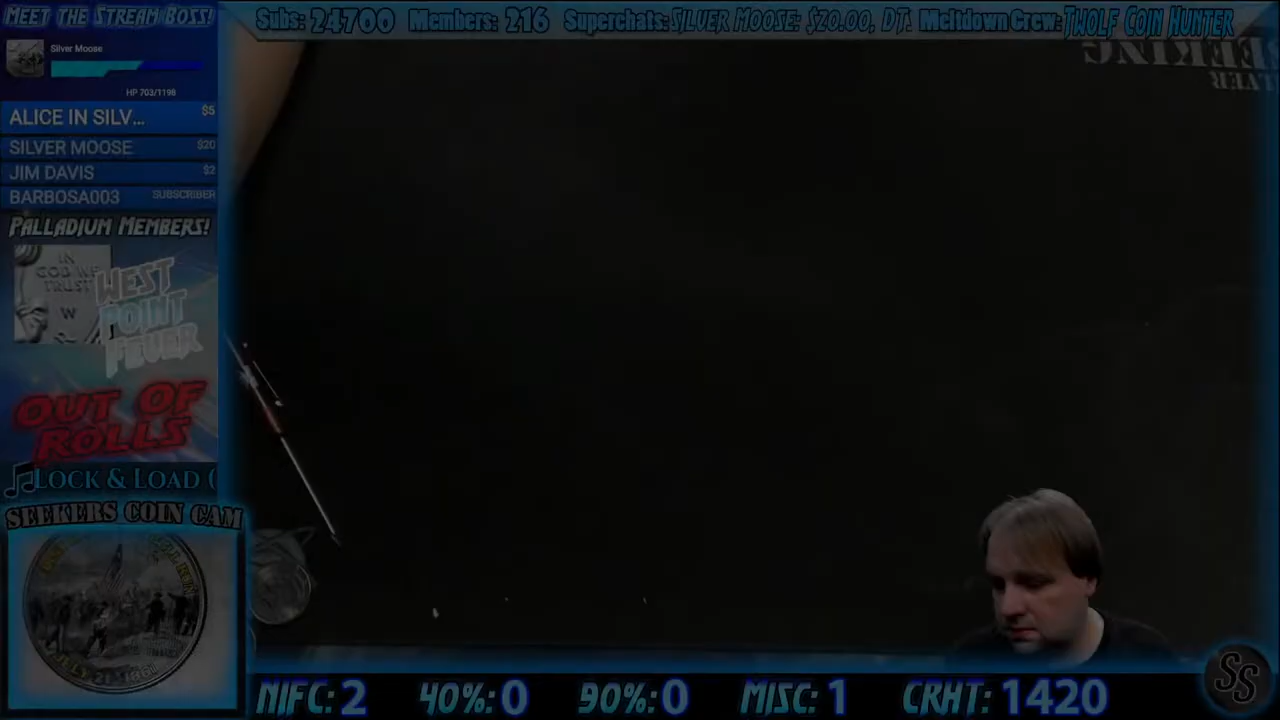 MEET THE STREAM BOSS!
Subs: 24700 Members: 216 Superchats: SILVER MOOSE: $20.00, DT. Meltdown Crew: TWOLF COIN HUNTER
Silver Moose
HP 703/1198
ALICE IN SILV... $5
SILVER MOOSE $20
JIM DAVIS $2
BARBOSA003 SUBSCRIBER
PALLADIUM MEMBERS!
IN
GOD WE
TRUST
W
WEST
POINT
FEVER
OUT OF
ROLLS
LOCK & LOAD (
SEEKERS COIN CAM
JULY 21, 1861
NIFC: 2 40%: 0 90%: 0 MISC: 1 CRHT: 1420
SS